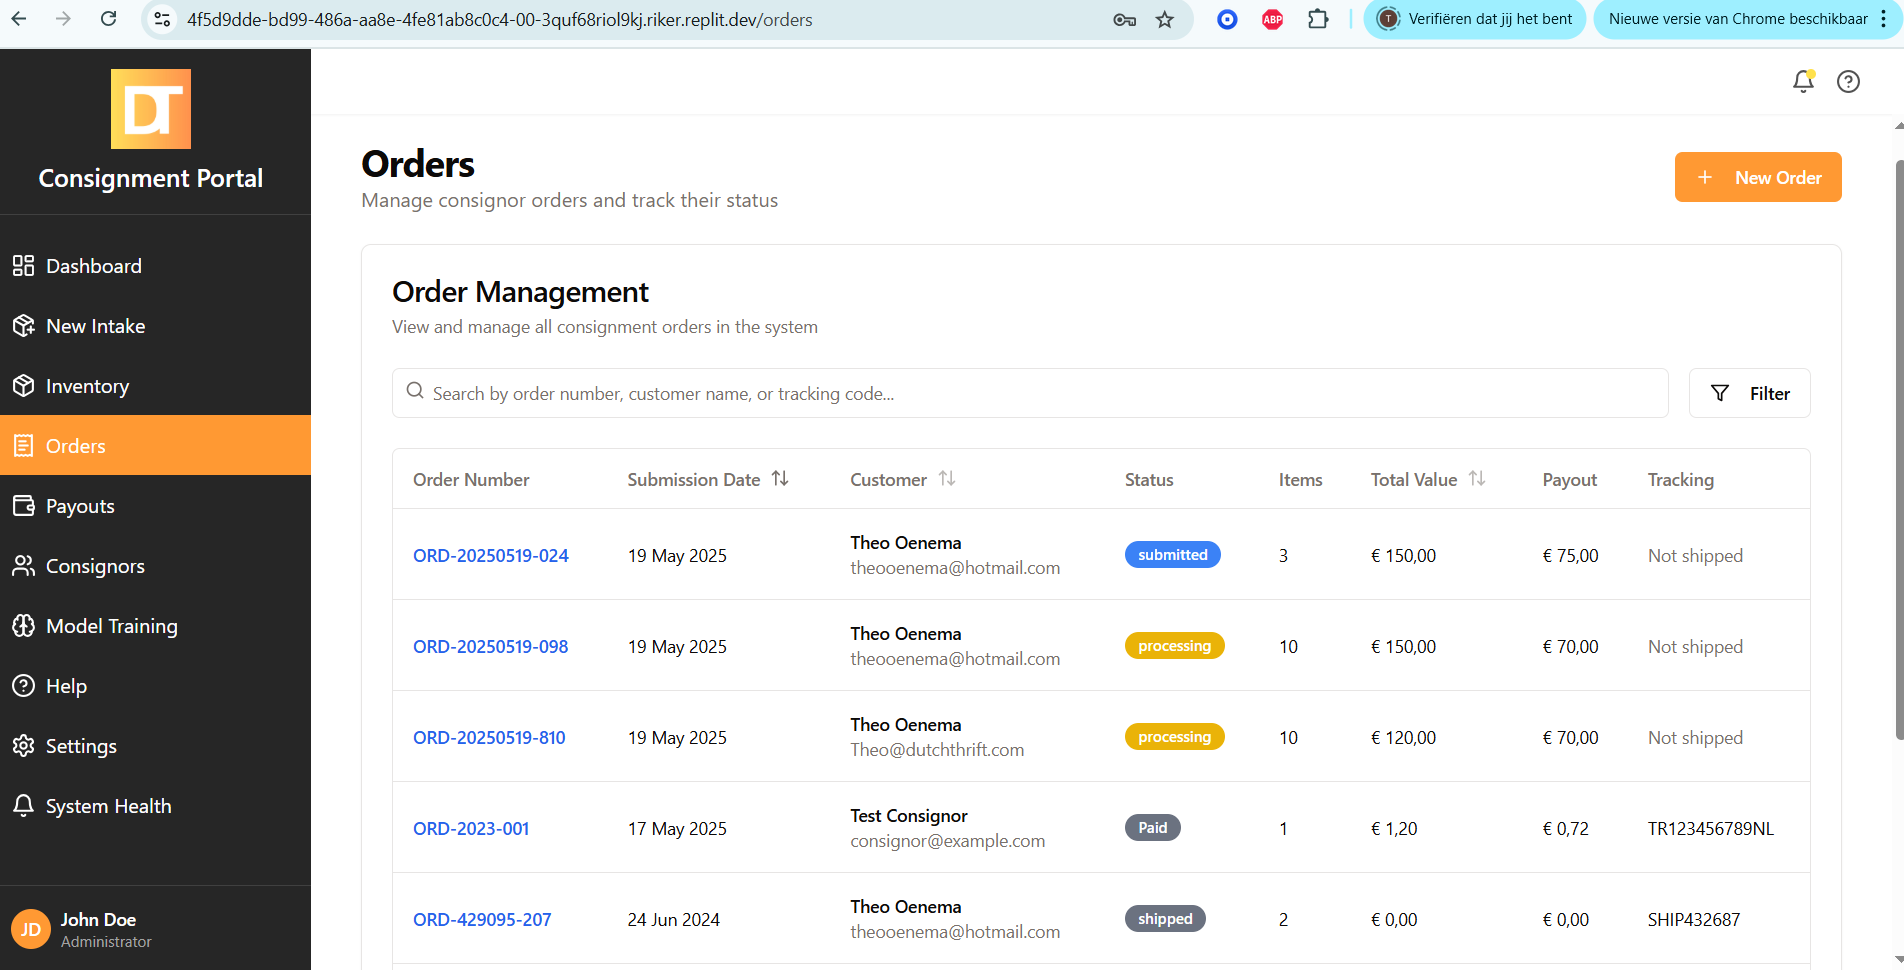 4f5d9dde-bd99-486a-aa8e-4fe81ab8c0c4-00-3quf68riol9kj.riker.replit.dev/orders
ABP
T
Verifiëren dat jij het bent
Nieuwe versie van Chrome beschikbaar
DT
Consignment Portal
Dashboard
New Intake
Inventory
Orders
Payouts
Consignors
Model Training
Help
Settings
System Health
JD
John Doe
Administrator
Orders
Manage consignor orders and track their status
+ New Order
Order Management
View and manage all consignment orders in the system
Search by order number, customer name, or tracking code...
Filter
Order Number Submission Date Customer Status Items Total Value Payout Tracking
ORD-20250519-024 19 May 2025 Theo Oenema submitted 3 € 150,00 € 75,00 Not shipped
theooenema@hotmail.com
ORD-20250519-098 19 May 2025 Theo Oenema processing 10 € 150,00 € 70,00 Not shipped
theooenema@hotmail.com
ORD-20250519-810 19 May 2025 Theo Oenema processing 10 € 120,00 € 70,00 Not shipped
Theo@dutchthrift.com
ORD-2023-001 17 May 2025 Test Consignor Paid 1 € 1,20 € 0,72 TR123456789NL
consignor@example.com
ORD-429095-207 24 Jun 2024 Theo Oenema shipped 2 € 0,00 € 0,00 SHIP432687
theooenema@hotmail.com